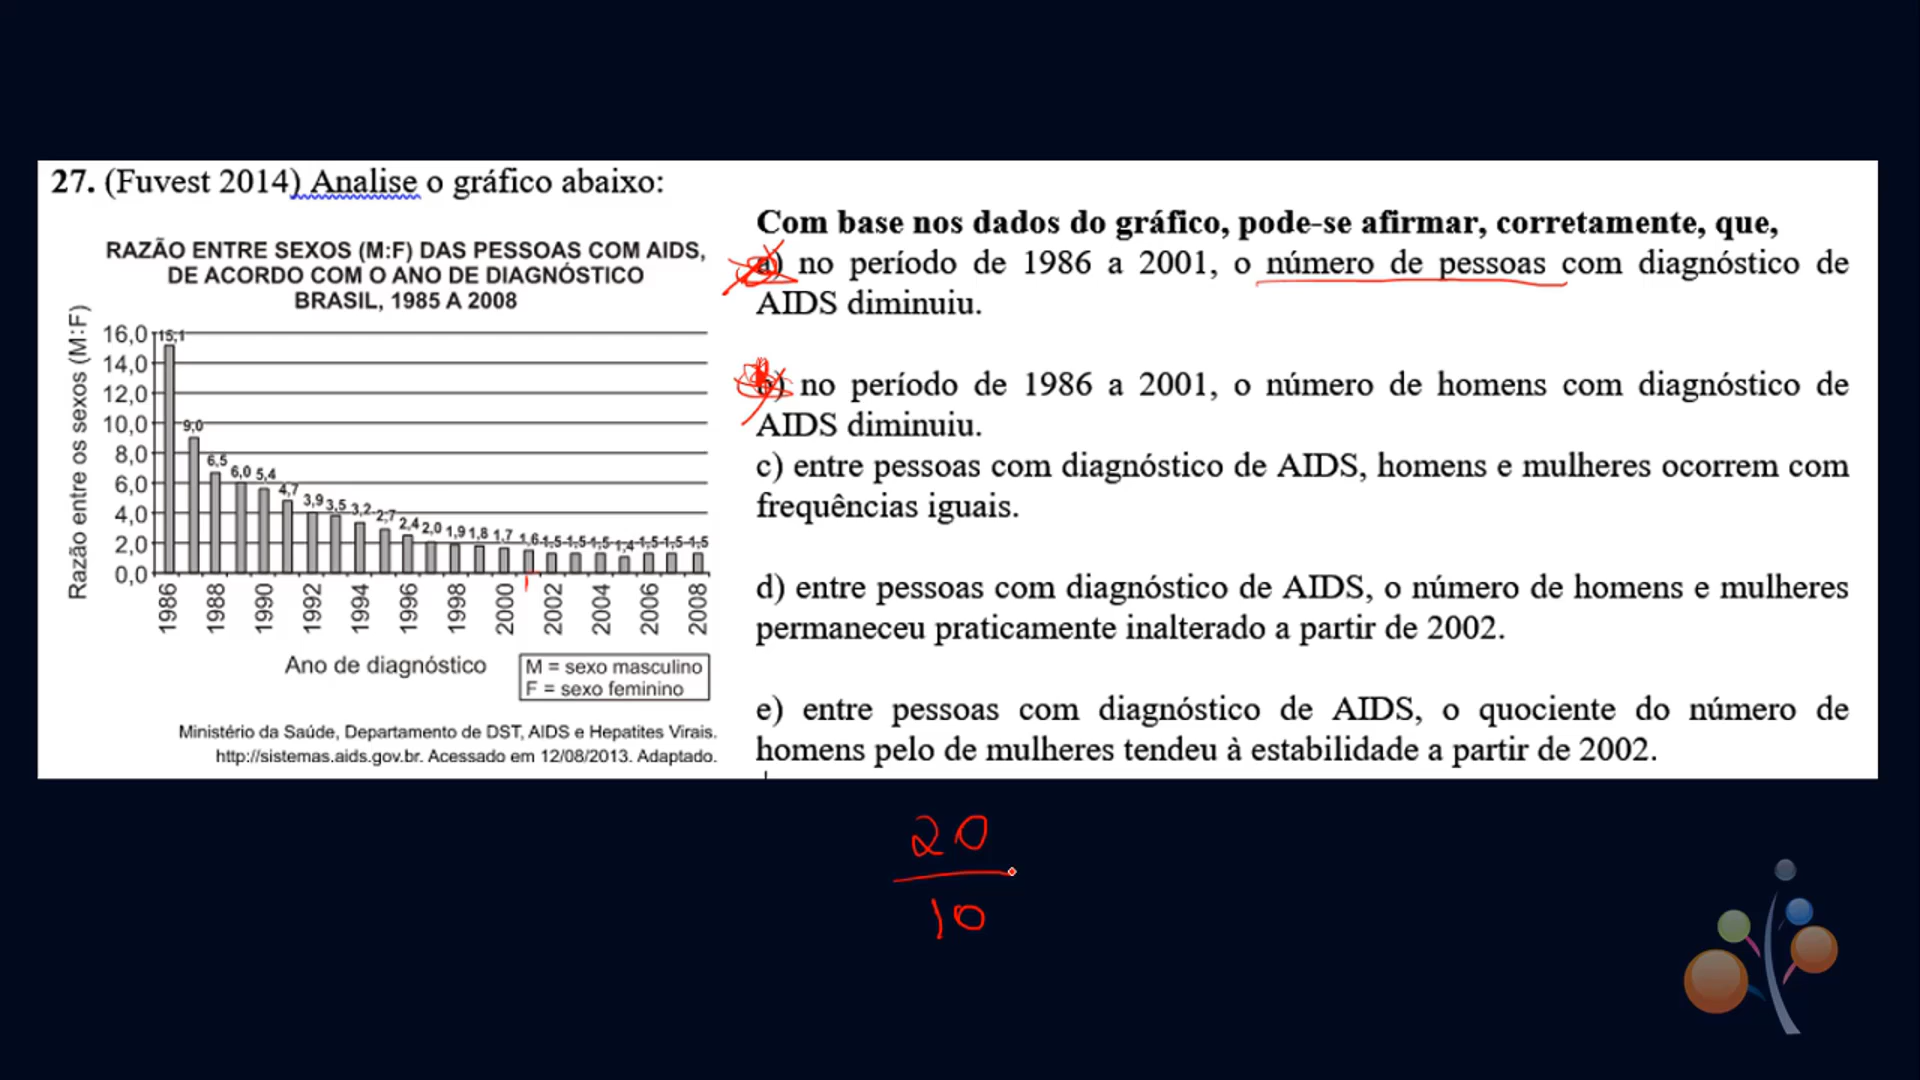 27. (Fuvest 2014) Analise o gráfico abaixo:
RAZÃO ENTRE SEXOS (M:F) DAS PESSOAS COM AIDS,
DE ACORDO COM O ANO DE DIAGNÓSTICO
BRASIL, 1985 A 2008
Razão entre os sexos (M:F)
16,0
14,0
12,0
10,0
8,0
6,0
4,0
2,0
0,0
15,1
9,0
6,5
6,0
5,4
4,7
3,9
3,5
3,2
2,7
2,4
2,0
1,9
1,8
1,7
1,6
1,5
1,5
1,5
1,4
1,5
1,5
1,5
1986
1988
1990
1992
1994
1996
1998
2000
2002
2004
2006
2008
Ano de diagnóstico
M = sexo masculino
F = sexo feminino
Ministério da Saúde, Departamento de DST, AIDS e Hepatites Virais.
http://sistemas.aids.gov.br. Acessado em 12/08/2013. Adaptado.
Com base nos dados do gráfico, pode-se afirmar, corretamente, que,
a) no período de 1986 a 2001, o número de pessoas com diagnóstico de
AIDS diminuiu.
b) no período de 1986 a 2001, o número de homens com diagnóstico de
AIDS diminuiu.
c) entre pessoas com diagnóstico de AIDS, homens e mulheres ocorrem com
frequências iguais.
d) entre pessoas com diagnóstico de AIDS, o número de homens e mulheres
permaneceu praticamente inalterado a partir de 2002.
e) entre pessoas com diagnóstico de AIDS, o quociente do número de
homens pelo de mulheres tendeu à estabilidade a partir de 2002.
20
10